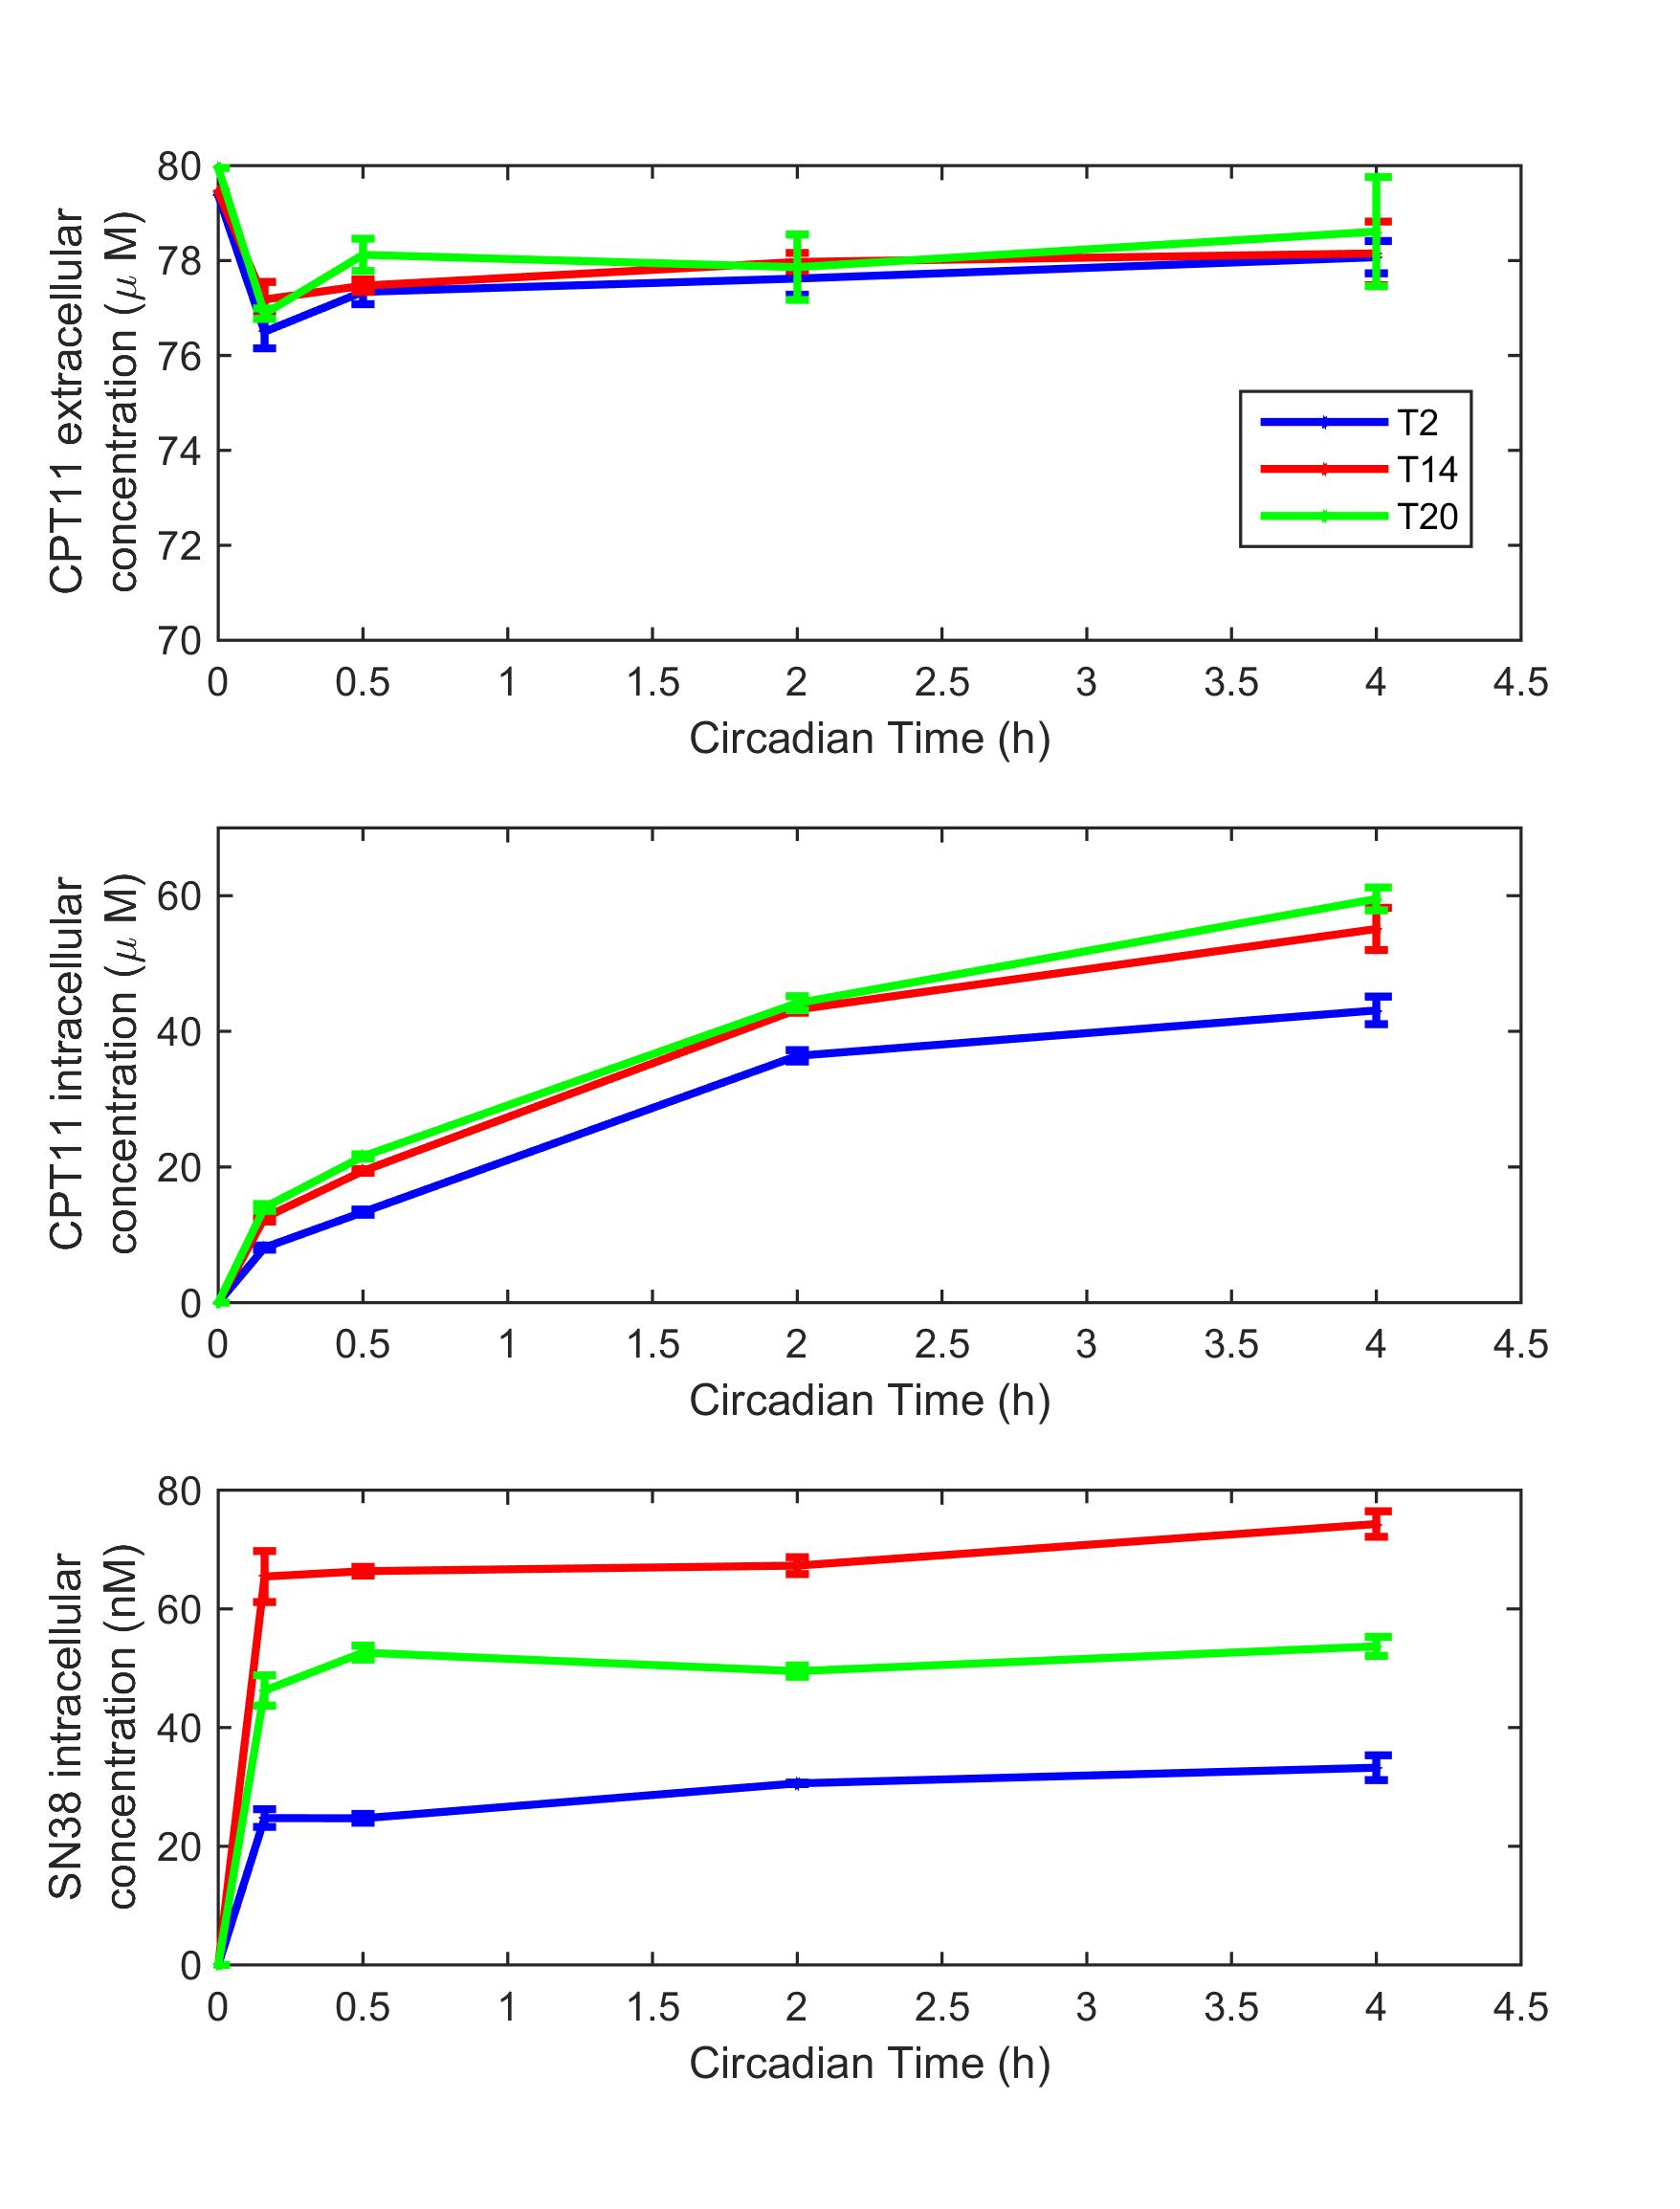 CPT11 extracellular
concentration (μ M)
80
78
76
74
72
70
0 0.5 1 1.5 2 2.5 3 3.5 4 4.5
Circadian Time (h)
T2
T14
T20
CPT11 intracellular
concentration (μ M)
60
40
20
0
0 0.5 1 1.5 2 2.5 3 3.5 4 4.5
Circadian Time (h)
SN38 intracellular
concentration (nM)
80
60
40
20
0
0 0.5 1 1.5 2 2.5 3 3.5 4 4.5
Circadian Time (h)